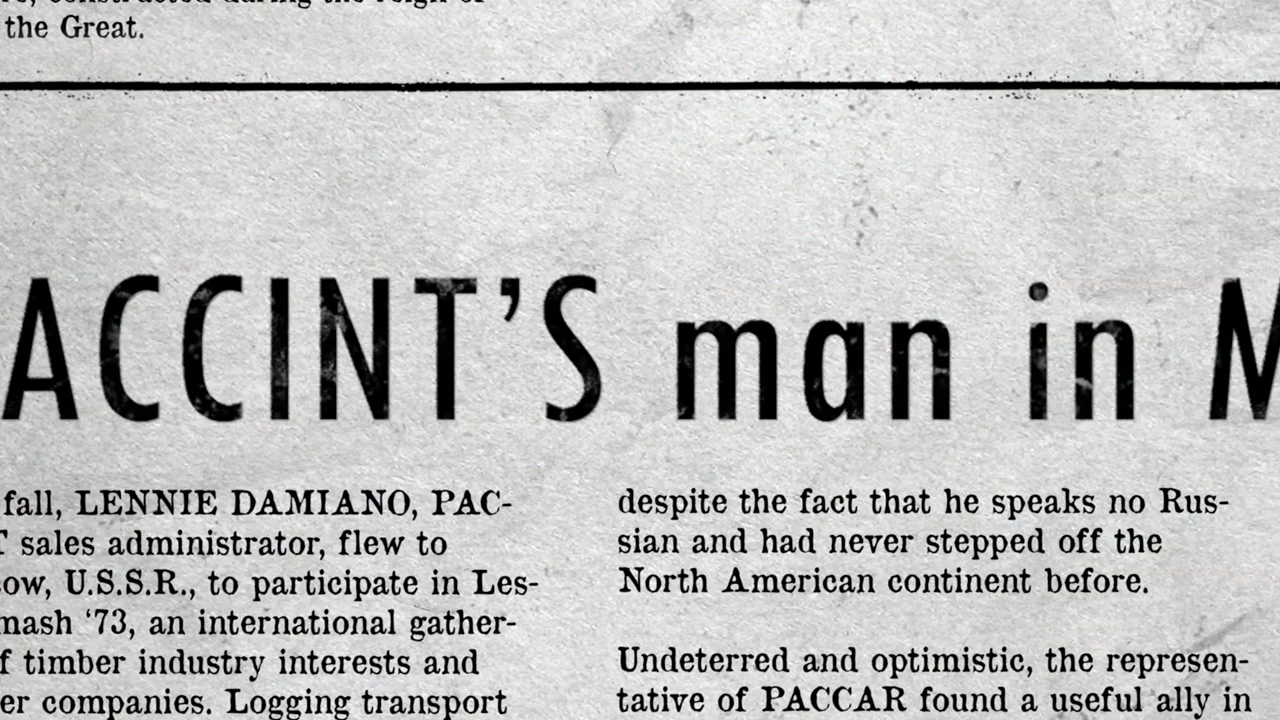 the Great.
ACCINT'S man in M
fall, LENNIE DAMIANO, PAC-
T sales administrator, flew to
ow, U.S.S.R., to participate in Les-
mash ‘73, an international gather-
f timber industry interests and
er companies. Logging transport
despite the fact that he speaks no Rus-
sian and had never stepped off the
North American continent before.
Undeterred and optimistic, the represen-
tative of PACCAR found a useful ally in